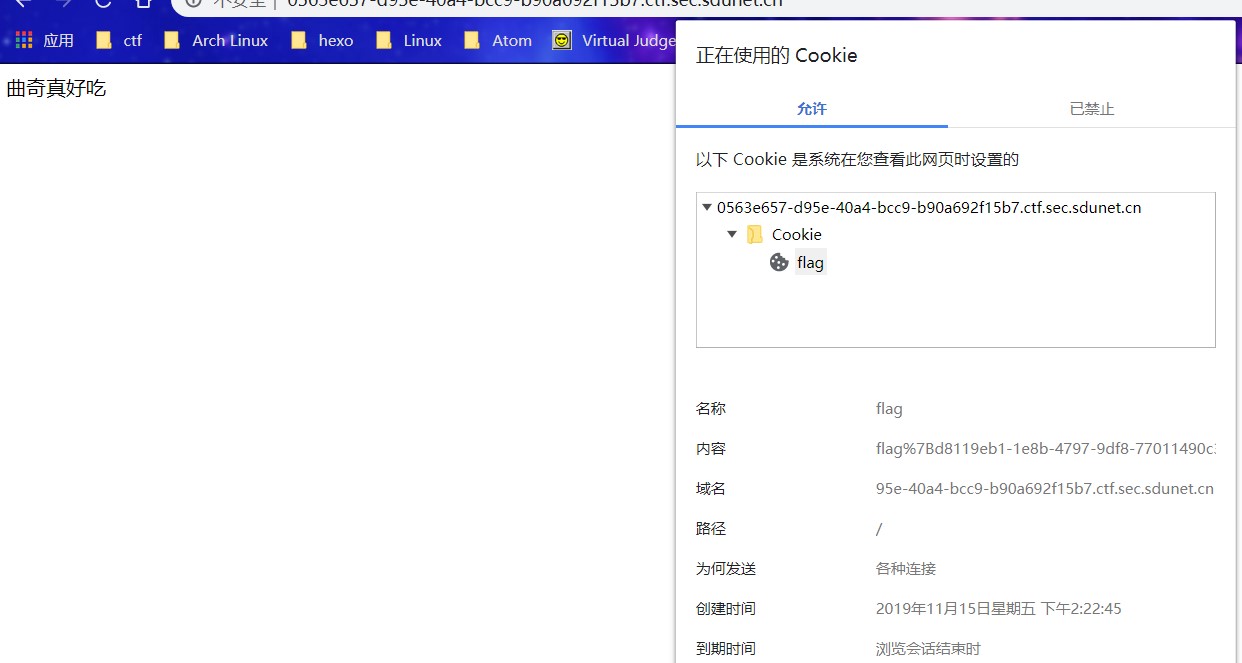 不安全 | 0563e657-d95e-40a4-bcc9-b90a692f15b7.ctf.sec.sdunet.cn
应用 ctf Arch Linux hexo Linux Atom Virtual Judge
曲奇真好吃
正在使用的 Cookie
允许 已禁止
以下 Cookie 是系统在您查看此网页时设置的
0563e657-d95e-40a4-bcc9-b90a692f15b7.ctf.sec.sdunet.cn
Cookie
flag
名称 flag
内容 flag%7Bd8119eb1-1e8b-4797-9df8-77011490c
域名 95e-40a4-bcc9-b90a692f15b7.ctf.sec.sdunet.cn
路径 /
为何发送 各种连接
创建时间 2019年11月15日星期五 下午2:22:45
到期时间 浏览会话结束时